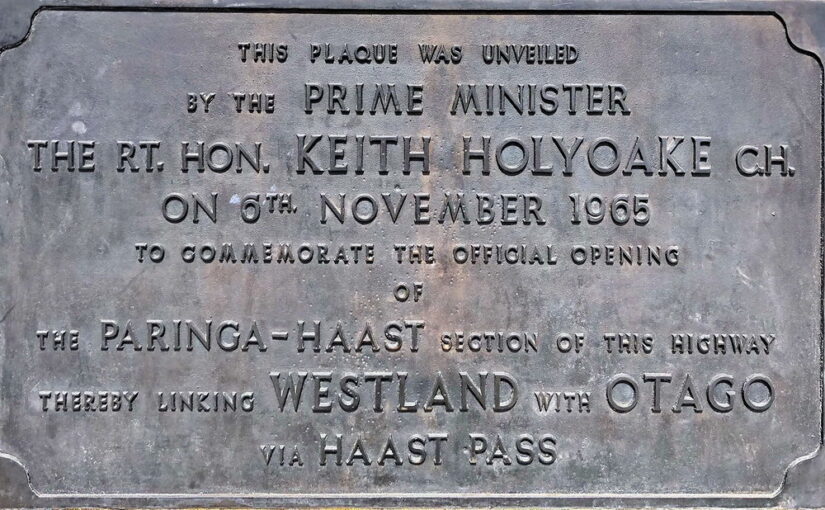 THIS PLAQUE WAS UNVEILED
BY THE PRIME MINISTER
THE RT. HON. KEITH HOLYOAKE C.H.
ON 6TH. NOVEMBER 1965
TO COMMEMORATE THE OFFICIAL OPENING
OF
THE PARINGA-HAAST SECTION OF THIS HIGHWAY
THEREBY LINKING WESTLAND WITH OTAGO
VIA HAAST PASS